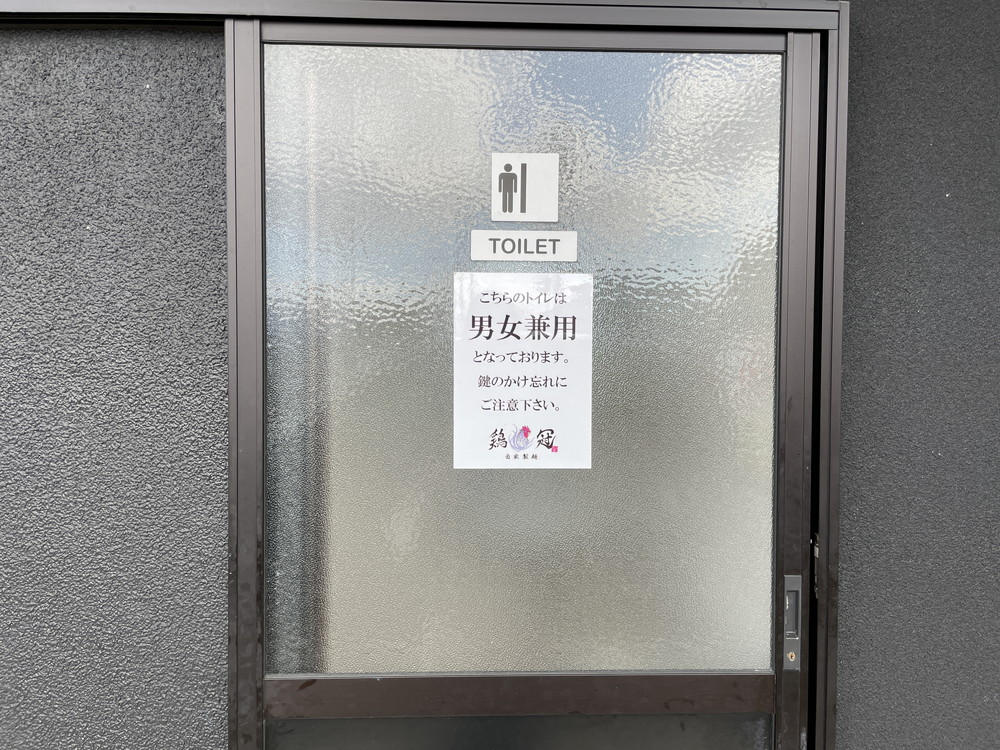 TOILET
こちらのトイレは
男女兼用
となっております。
鍵のかけ忘れに
ご注意下さい。
鶏冠
自家製麺